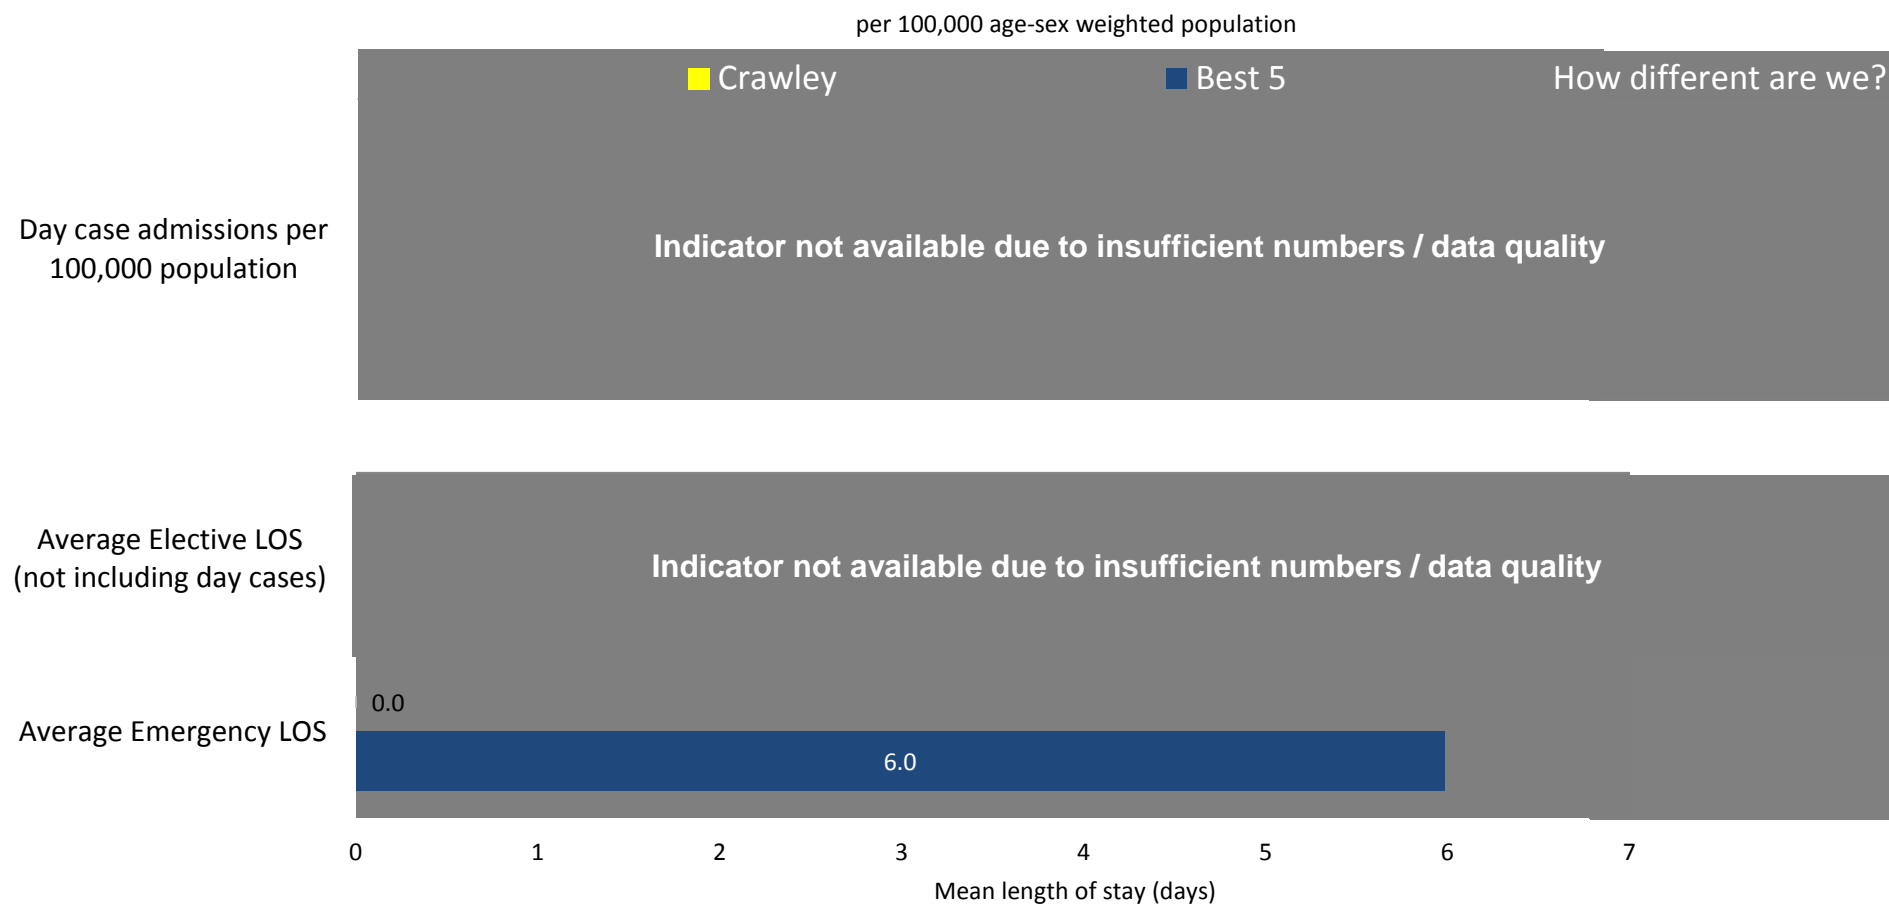 per 100,000 age-sex weighted population
Crawley Best 5 How different are we?
Day case admissions per
100,000 population
Indicator not available due to insufficient numbers / data quality
Average Elective LOS
(not including day cases)
Indicator not available due to insufficient numbers / data quality
Average Emergency LOS
0.0
6.0
0 1 2 3 4 5 6 7
Mean length of stay (days)